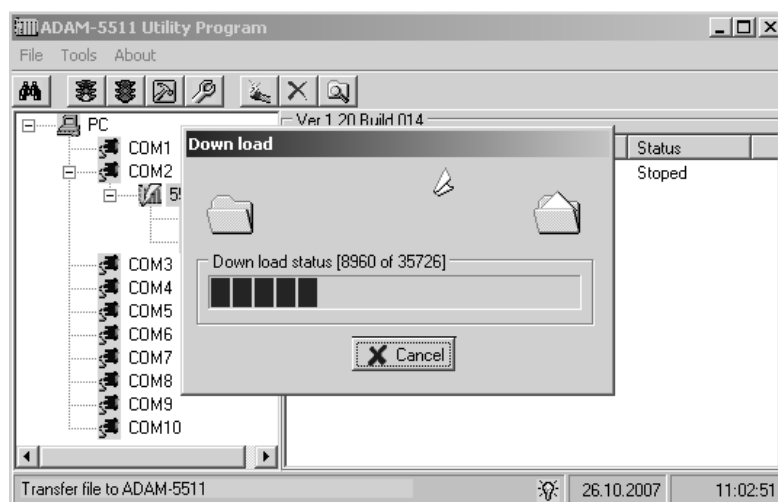 ADAM-5511 Utility Program
File Tools About
PC
COM1
COM2
COM3
COM4
COM5
COM6
COM7
COM8
COM9
COM10
Ver 1.20 Build 014
Status
Stoped
Down load
Down load status [8960 of 35726]
Cancel
Transfer file to ADAM-5511
26.10.2007
11:02:51